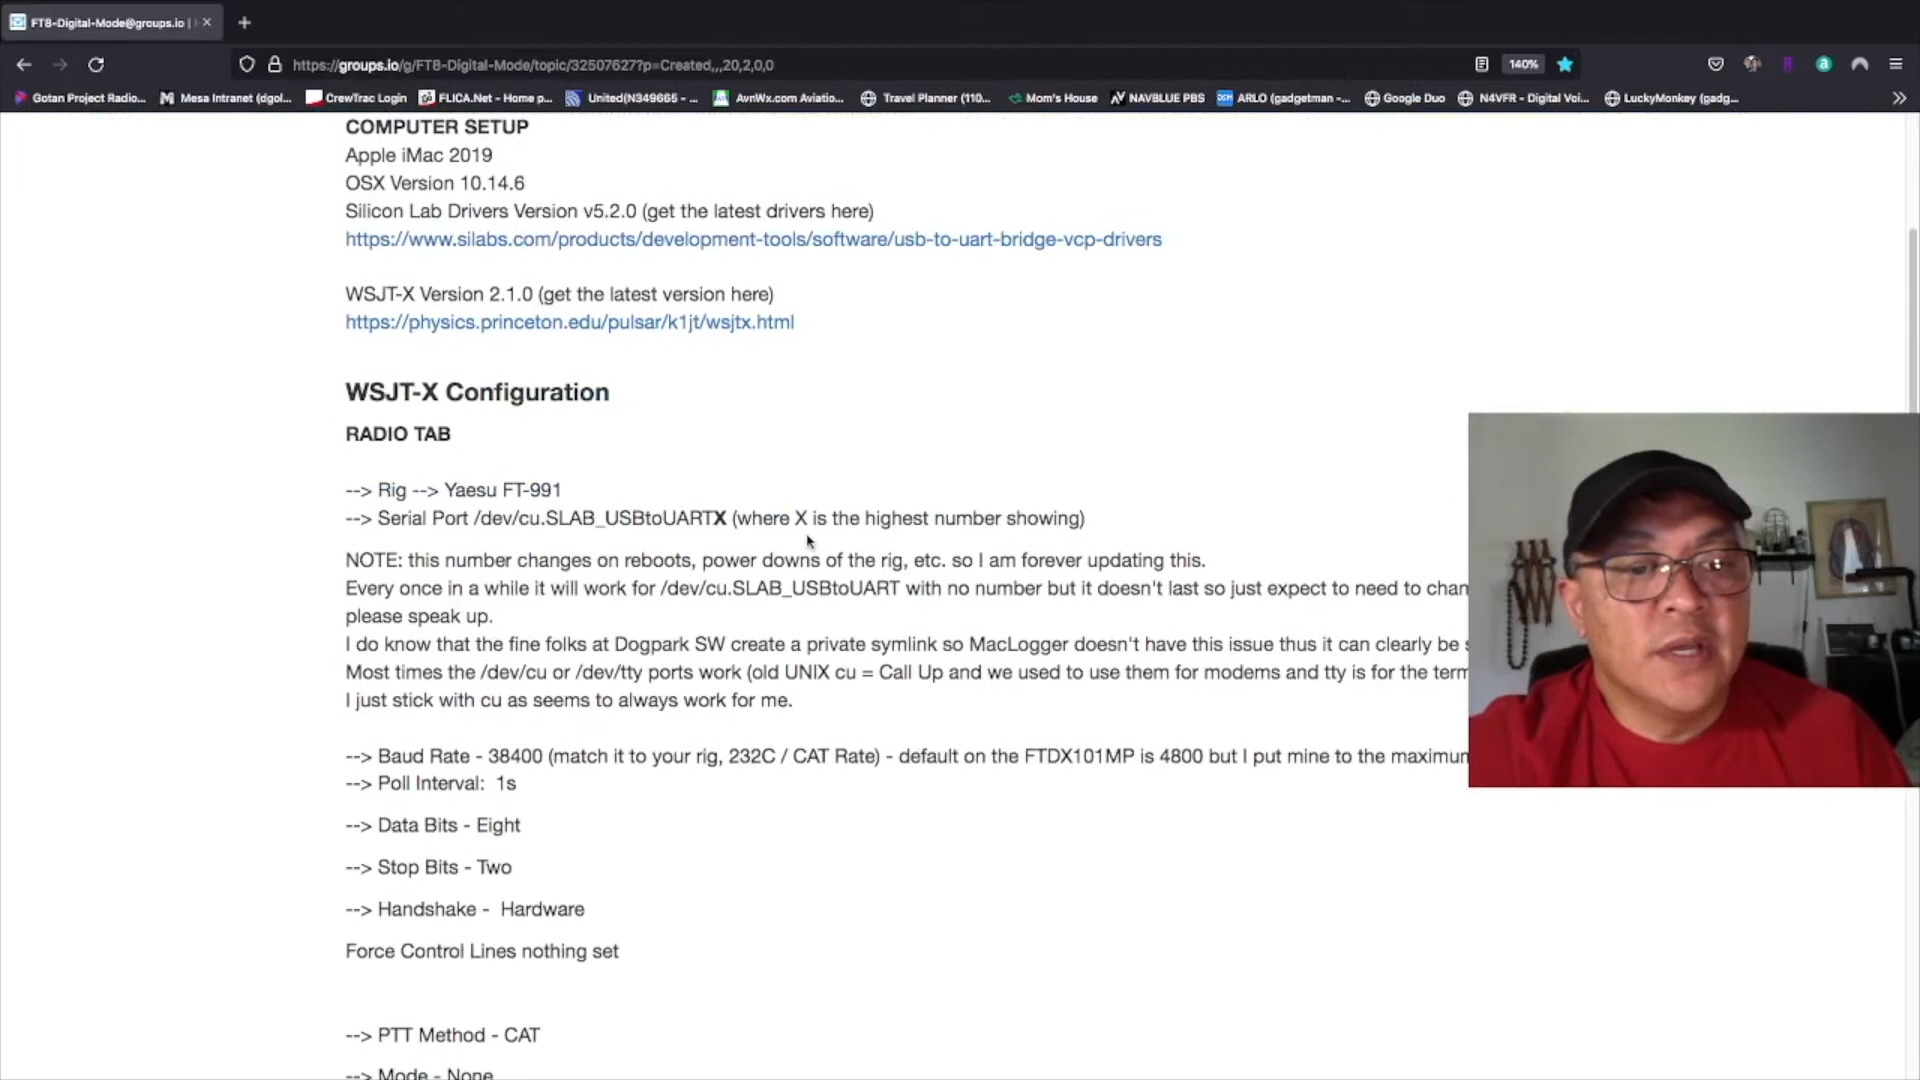 FT8-Digital-Mode@groups.io |
https://groups.io/g/FT8-Digital-Mode/topic/32507627?p=Created,,,20,2,0,0
140%
Gotan Project Radio...
Mesa Intranet (dgol...
CrewTrac Login
FLICA.Net - Home p...
United(N349665 - ...
AvnWx.com Aviatio...
Travel Planner (110...
Mom's House
NAVBLUE PBS
ARLO (gadgetman -...
Google Duo
N4VFR - Digital Voi...
LuckyMonkey (gadg...
COMPUTER SETUP
Apple iMac 2019
OSX Version 10.14.6
Silicon Lab Drivers Version v5.2.0 (get the latest drivers here)
https://www.silabs.com/products/development-tools/software/usb-to-uart-bridge-vcp-drivers
WSJT-X Version 2.1.0 (get the latest version here)
https://physics.princeton.edu/pulsar/k1jt/wsjtx.html
WSJT-X Configuration
RADIO TAB
--> Rig --> Yaesu FT-991
--> Serial Port /dev/cu.SLAB_USBtoUARTX (where X is the highest number showing)
NOTE: this number changes on reboots, power downs of the rig, etc. so I am forever updating this.
Every once in a while it will work for /dev/cu.SLAB_USBtoUART with no number but it doesn't last so just expect to need to chan
please speak up.
I do know that the fine folks at Dogpark SW create a private symlink so MacLogger doesn't have this issue thus it can clearly be s
Most times the /dev/cu or /dev/tty ports work (old UNIX cu = Call Up and we used to use them for modems and tty is for the term
I just stick with cu as seems to always work for me.
--> Baud Rate - 38400 (match it to your rig, 232C / CAT Rate) - default on the FTDX101MP is 4800 but I put mine to the maximun
--> Poll Interval:  1s
--> Data Bits - Eight
--> Stop Bits - Two
--> Handshake -  Hardware
Force Control Lines nothing set
--> PTT Method - CAT
--> Mode - None